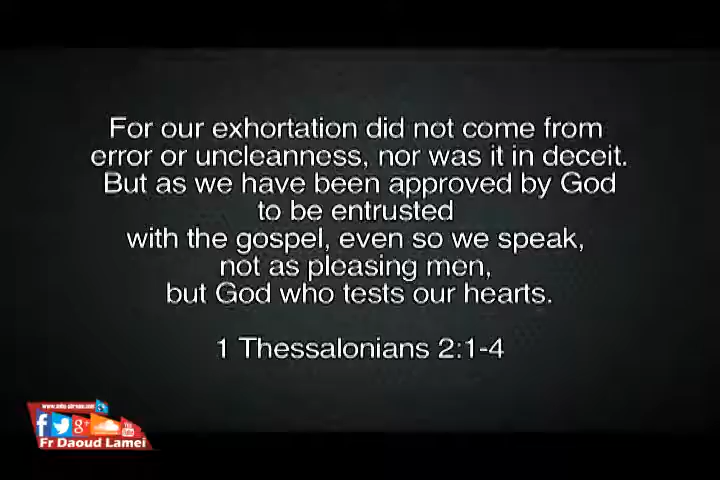 For our exhortation did not come from
error or uncleanness, nor was it in deceit.
But as we have been approved by God
to be entrusted
with the gospel, even so we speak,
not as pleasing men,
but God who tests our hearts.
1 Thessalonians 2:1-4
Fr Daoud Lamei